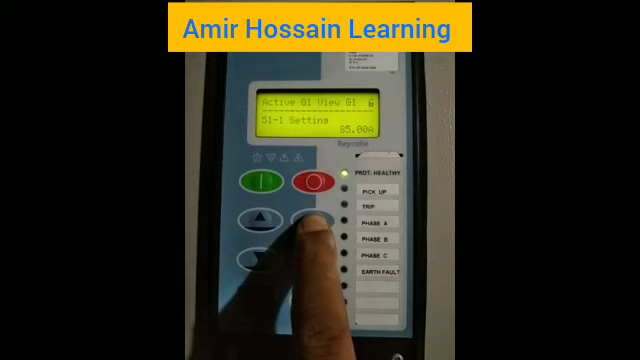 Amir Hossain Learning
Active G1 View G1
51-1 Setting
85.00A
Reyrolle
PROT. HEALTHY
PICK UP
TRIP
PHASE A
PHASE B
PHASE C
EARTH FAULT